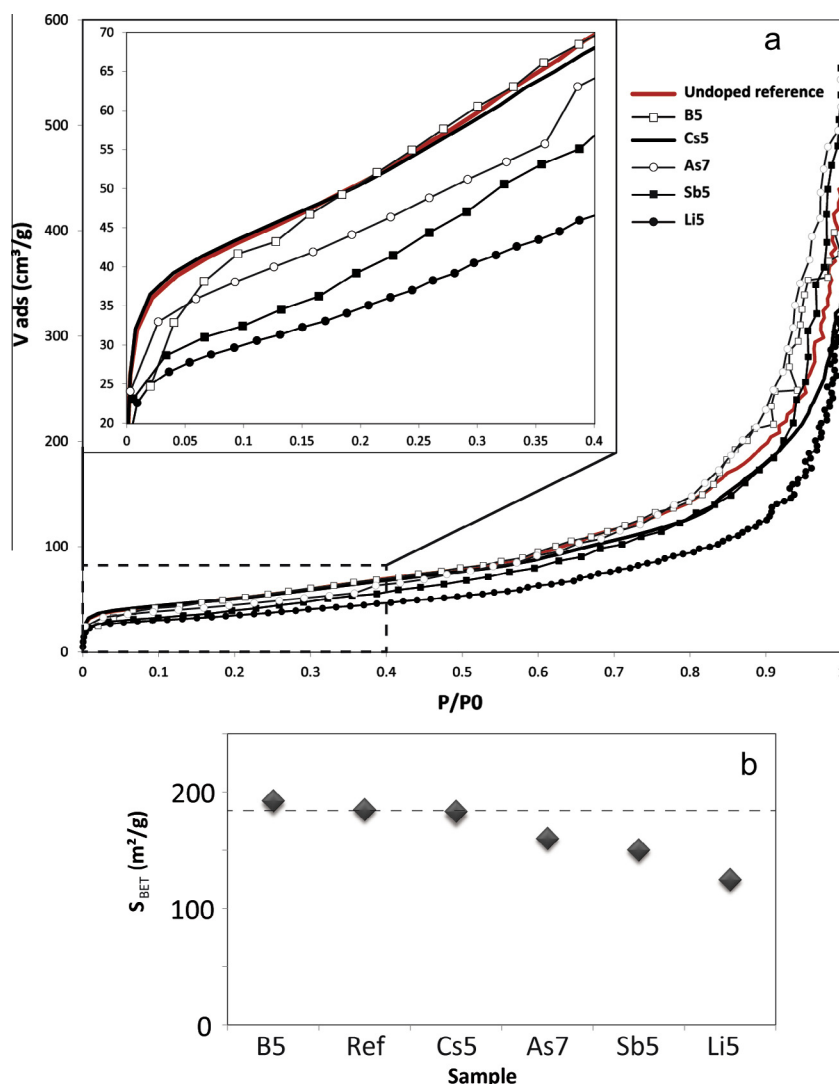 600
500
400
300
200
100
0
V ads (cm³/g)
70
65
60
55
50
45
40
35
30
25
20
0 0.05 0.1 0.15 0.2 0.25 0.3 0.35 0.4
a
Undoped reference
B5
Cs5
As7
Sb5
Li5
0 0.1 0.2 0.3 0.4 0.5 0.6 0.7 0.8 0.9
P/P0
b
200
100
0
S BET (m²/g)
B5 Ref Cs5 As7 Sb5 Li5
Sample